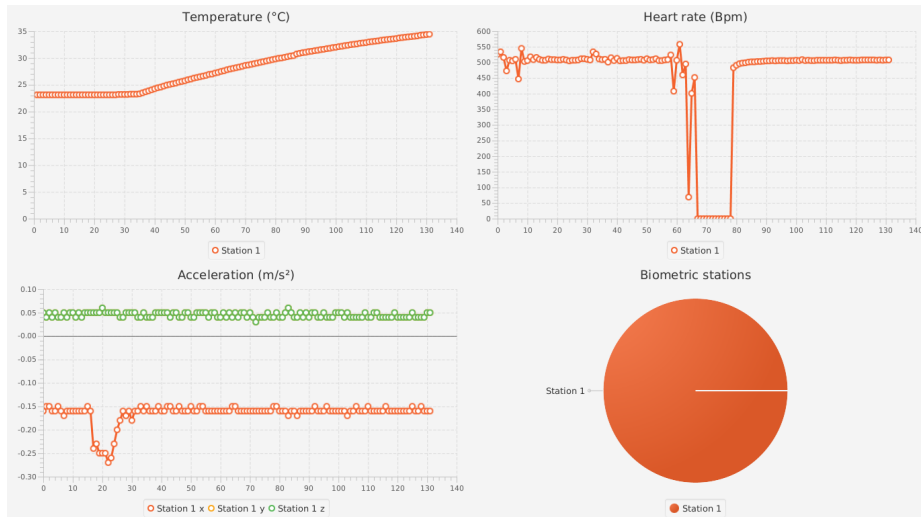 Temperature (°C)
35
30
25
20
15
10
5
0
0 10 20 30 40 50 60 70 80 90 100 110 120 130 140
Station 1
Heart rate (Bpm)
600
550
500
450
400
350
300
250
200
150
100
50
0
0 10 20 30 40 50 60 70 80 90 100 110 120 130 140
Station 1
Acceleration (m/s²)
0.10
0.05
-0.00
-0.05
-0.10
-0.15
-0.20
-0.25
-0.30
0 10 20 30 40 50 60 70 80 90 100 110 120 130 140
Station 1 x Station 1 y Station 1 z
Biometric stations
Station 1
Station 1